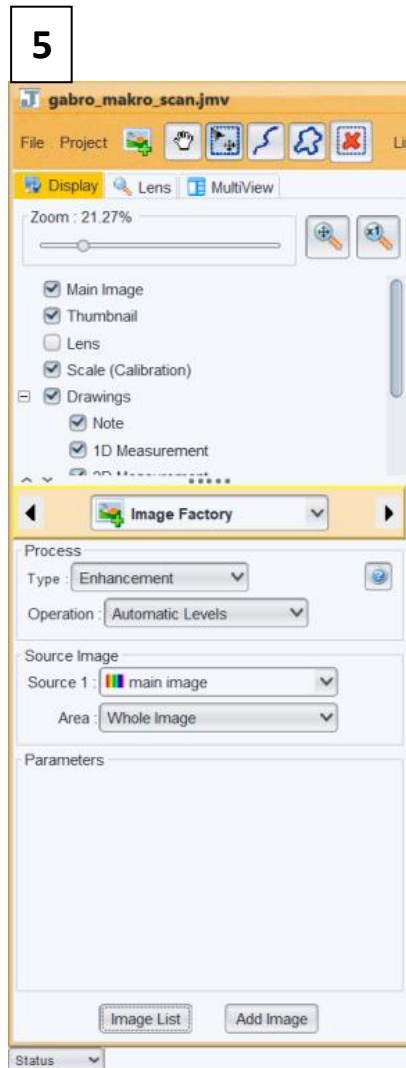 5
gabro_makro_scan.jmv
File Project Li
Display Lens MultiView
Zoom : 21.27%
x1
Main Image
Thumbnail
Lens
Scale (Calibration)
Drawings
Note
1D Measurement
Image Factory
Process
Type : Enhancement
Operation : Automatic Levels
Source Image
Source 1 : main image
Area : Whole Image
Parameters
Image List Add Image
Status